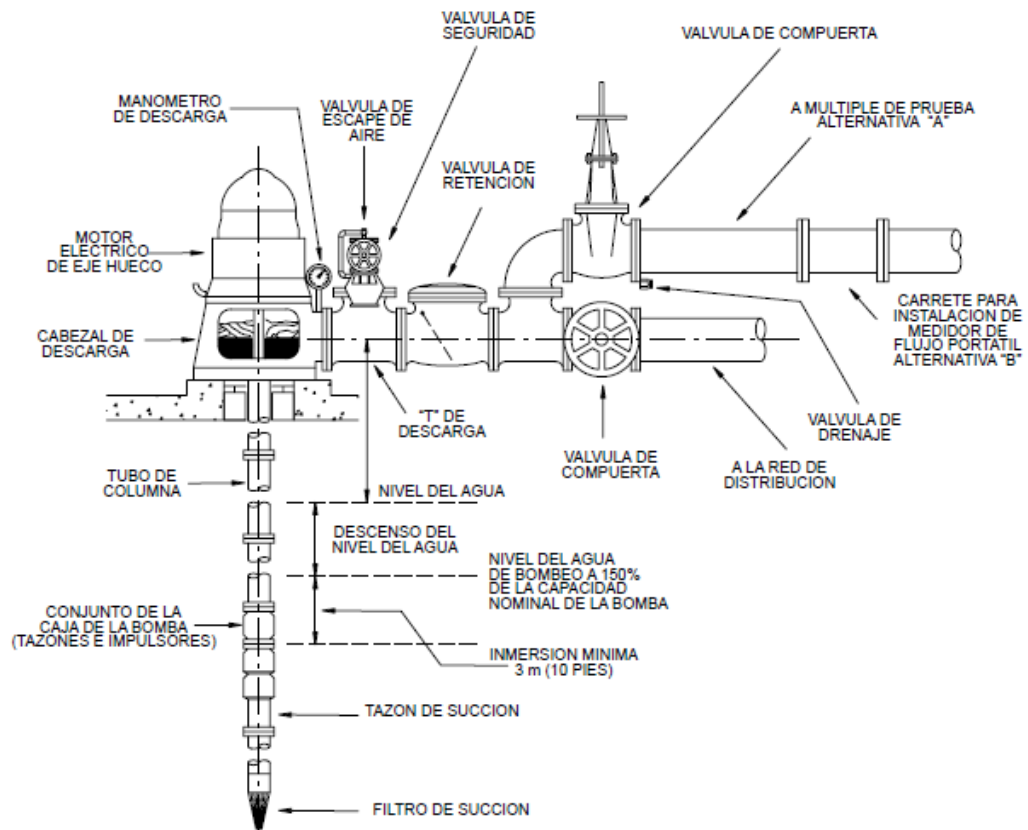 VALVULA DE
SEGURIDAD
VALVULA DE COMPUERTA
MANOMETRO
DE DESCARGA
VALVULA DE
ESCAPE DE
AIRE
A MULTIPLE DE PRUEBA
ALTERNATIVA "A"
VALVULA DE
RETENCION
MOTOR
ELECTRICO
DE EJE HUECO
CABEZAL DE
DESCARGA
CARRETE PARA
INSTALACION DE
MEDIDOR DE
FLUJO PORTATIL
ALTERNATIVA "B"
"T" DE
DESCARGA
VALVULA DE
DRENAJE
VALVULA DE
COMPUERTA
A LA RED DE
DISTRIBUCION
TUBO DE
COLUMNA
NIVEL DEL AGUA
DESCENSO DEL
NIVEL DEL AGUA
NIVEL DEL AGUA
DE BOMBEO A 150%
DE LA CAPACIDAD
NOMINAL DE LA BOMBA
CONJUNTO DE LA
CAJA DE LA BOMBA
(TAZONES E IMPULSORES)
INMERSION MINIMA
3 m (10 PIES)
TAZON DE SUCCION
FILTRO DE SUCCION